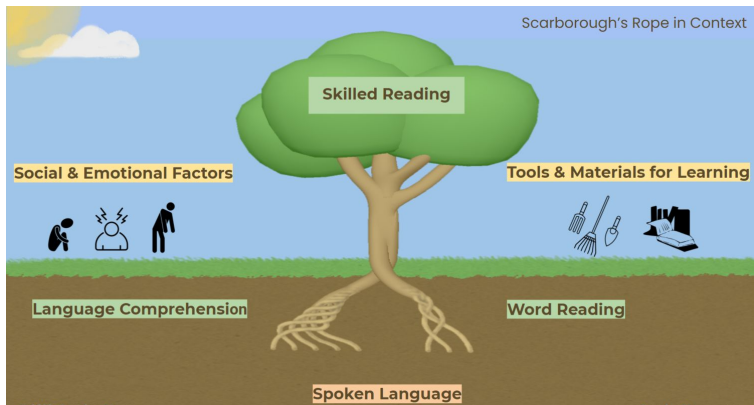 Scarborough's Rope in Context
Skilled Reading
Social & Emotional Factors
Tools & Materials for Learning
Language Comprehension
Word Reading
Spoken Language